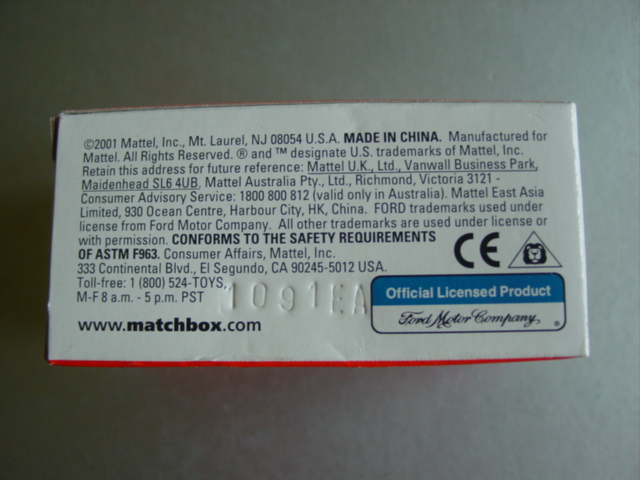 ©2001 Mattel, Inc., Mt. Laurel, NJ 08054 U.S.A. MADE IN CHINA. Manufactured for
Mattel. All Rights Reserved. ® and ™ designate U.S. trademarks of Mattel, Inc.
Retain this address for future reference: Mattel U.K., Ltd., Vanwall Business Park,
Maidenhead SL6 4UB, Mattel Australia Pty., Ltd., Richmond, Victoria 3121 -
Consumer Advisory Service: 1800 800 812 (valid only in Australia). Mattel East Asia
Limited, 930 Ocean Centre, Harbour City, HK, China. FORD trademarks used under
license from Ford Motor Company. All other trademarks are used under license or
with permission. CONFORMS TO THE SAFETY REQUIREMENTS
OF ASTM F963. Consumer Affairs, Mattel, Inc.
333 Continental Blvd., El Segundo, CA 90245-5012 USA.
Toll-free: 1 (800) 524-TOYS,
M-F 8 a.m. - 5 p.m. PST
1091EA
www.matchbox.com
CE
Official Licensed Product
Ford Motor Company ®